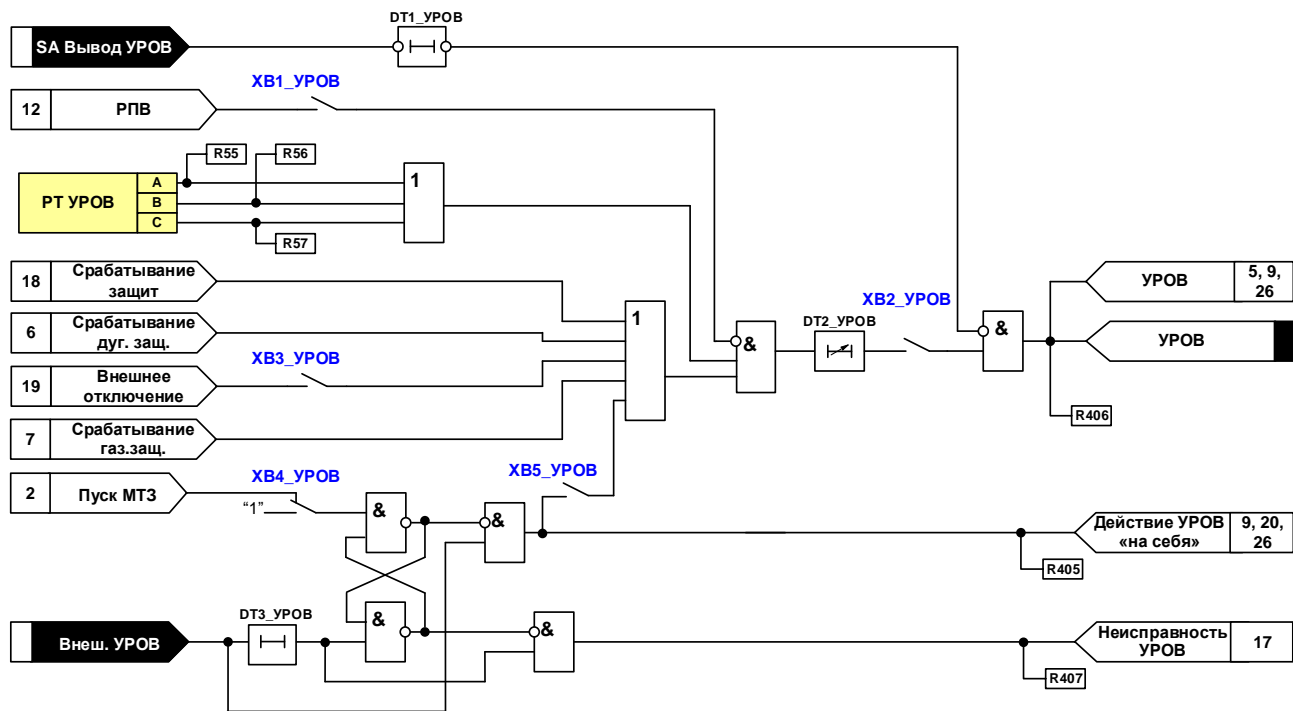 DT1_УРОВ
SA Вывод УРОВ
XB1_УРОВ
12 РПВ
R55
R56
РТ УРОВ
A
B
C
1
R57
18 Срабатывание
защит
6 Срабатывание
дуг. защ.
XB3_УРОВ
19 Внешнее
отключение
7 Срабатывание
газ.защ.
1
&
DT2_УРОВ
XB2_УРОВ
&
УРОВ 5, 9,
26
УРОВ
R406
XB4_УРОВ
2 Пуск МТЗ
“1”
&
&
XB5_УРОВ
Действие УРОВ
«на себя»
9, 20,
26
R405
DT3_УРОВ
Внеш. УРОВ
&
&
Неисправность
УРОВ
17
R407